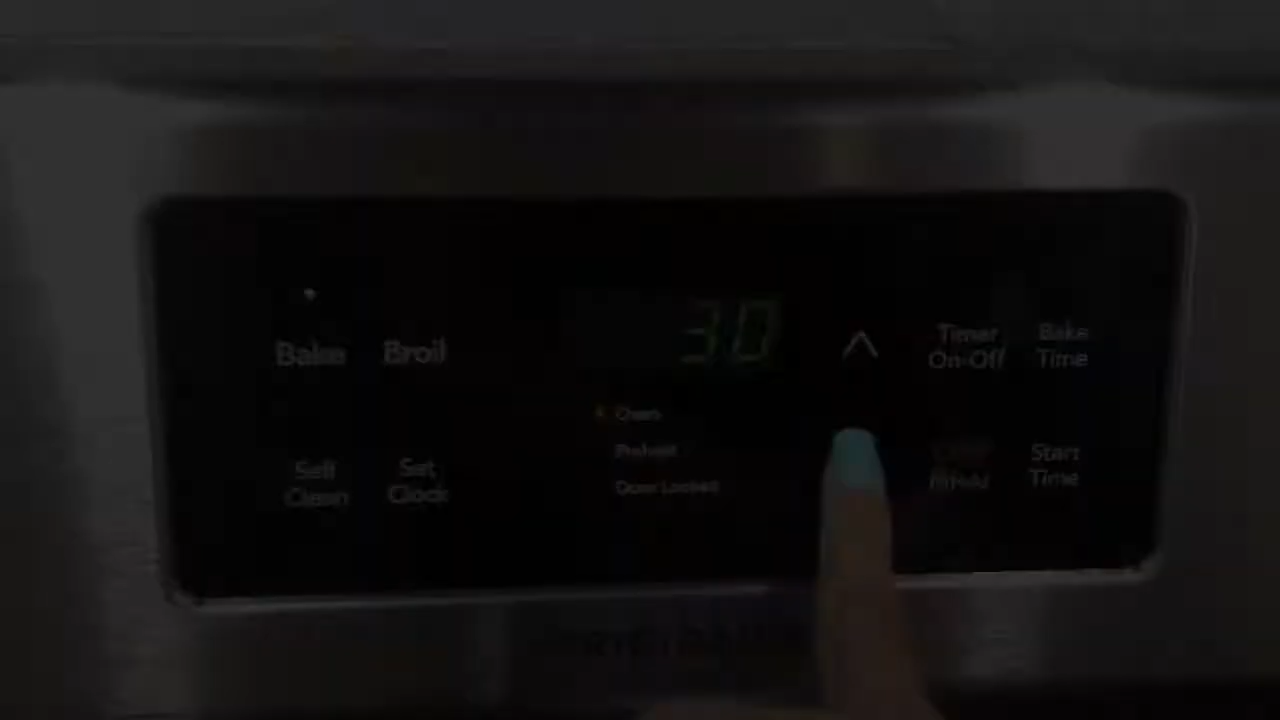 30
Bake Broil
Timer
On-Off
Bake
Time
Oven
Preheat
Door Locked
Self
Clean
Set
Clock
Start
Time